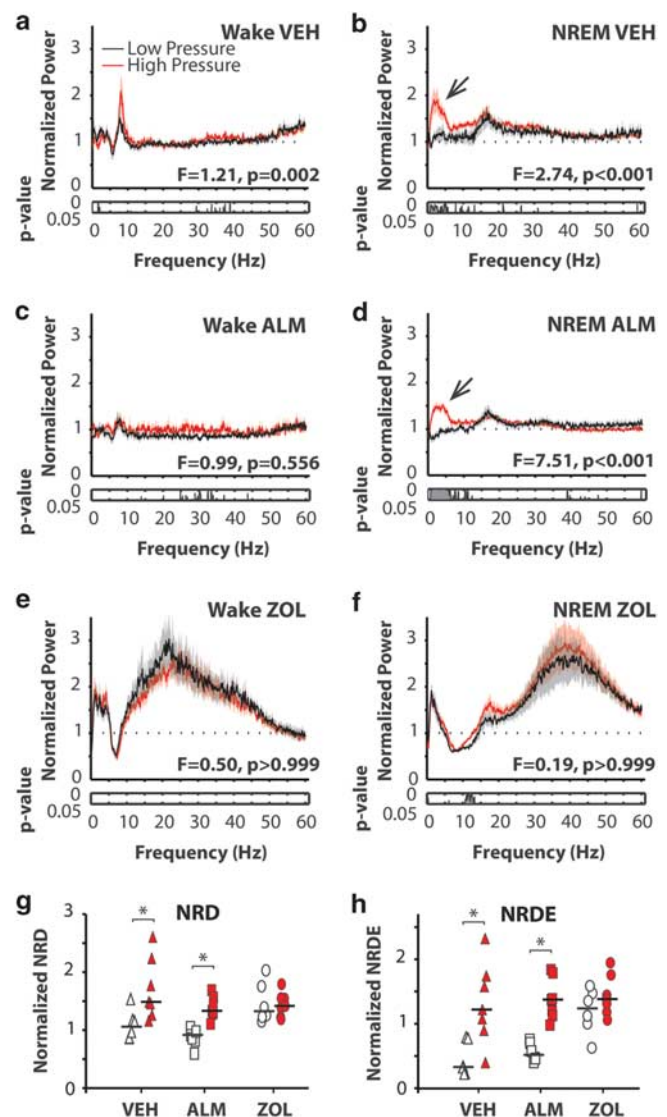 a
Wake VEH
Normalized Power
3
2
1
0
Low Pressure
High Pressure
F=1.21, p=0.002
p-value
0
0.05
0 10 20 30 40 50 60
Frequency (Hz)
b
NREM VEH
Normalized Power
3
2
1
0
F=2.74, p<0.001
p-value
0
0.05
0 10 20 30 40 50 60
Frequency (Hz)
c
Wake ALM
Normalized Power
3
2
1
0
F=0.99, p=0.556
p-value
0
0.05
0 10 20 30 40 50 60
Frequency (Hz)
d
NREM ALM
Normalized Power
3
2
1
0
F=7.51, p<0.001
p-value
0
0.05
0 10 20 30 40 50 60
Frequency (Hz)
e
Wake ZOL
Normalized Power
3
2
1
0
F=0.50, p>0.999
p-value
0
0.05
0 10 20 30 40 50 60
Frequency (Hz)
f
NREM ZOL
Normalized Power
3
2
1
0
F=0.19, p>0.999
p-value
0
0.05
0 10 20 30 40 50 60
Frequency (Hz)
g
NRD
Normalized NRD
3
2
1
0
*
*
VEH ALM ZOL
h
NRDE
Normalized NRDE
2
1
0
*
*
VEH ALM ZOL